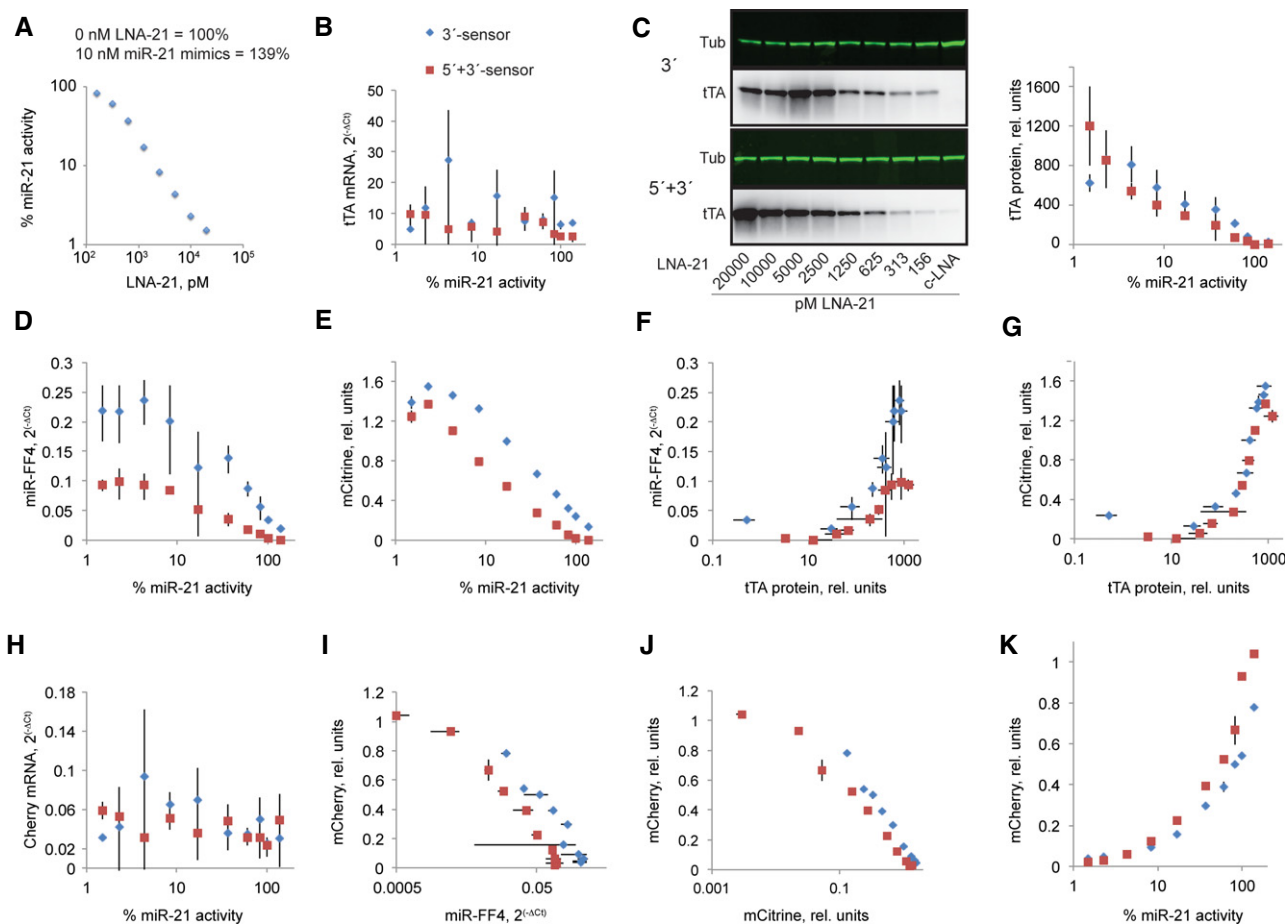 A
0 nM LNA-21 = 100%
10 nM miR-21 mimics = 139%
100
10
1
10²
10³
10⁴
10⁵
% miR-21 activity
LNA-21, pM
B
3´-sensor
5´+3´-sensor
50
40
30
20
10
0
1
10
100
tTA mRNA, 2^(-ΔCt)
% miR-21 activity
C
3´
Tub
tTA
5´+3´
Tub
tTA
LNA-21
20000
10000
5000
2500
1250
625
313
156
c-LNA
pM LNA-21
1600
1200
800
400
0
1
10
100
tTA protein, rel. units
% miR-21 activity
D
0.3
0.25
0.2
0.15
0.1
0.05
0
1
10
100
miR-FF4, 2^(-ΔCt)
% miR-21 activity
E
1.6
1.2
0.8
0.4
0
1
10
100
mCitrine, rel. units
% miR-21 activity
F
0.3
0.25
0.2
0.15
0.1
0.05
0
0.1
10
1000
miR-FF4, 2^(-ΔCt)
tTA protein, rel. units
G
1.6
1.2
0.8
0.4
0
0.1
10
1000
mCitrine, rel. units
tTA protein, rel. units
H
0.18
0.14
0.1
0.06
0.02
1
10
100
Cherry mRNA, 2^(-ΔCt)
% miR-21 activity
I
1.2
1
0.8
0.6
0.4
0.2
0
0.0005
0.05
mCherry, rel. units
miR-FF4, 2^(-ΔCt)
J
1.2
1
0.8
0.6
0.4
0.2
0
0.001
0.1
mCherry, rel. units
mCitrine, rel. units
K
1
0.8
0.6
0.4
0.2
0
1
10
100
mCherry, rel. units
% miR-21 activity